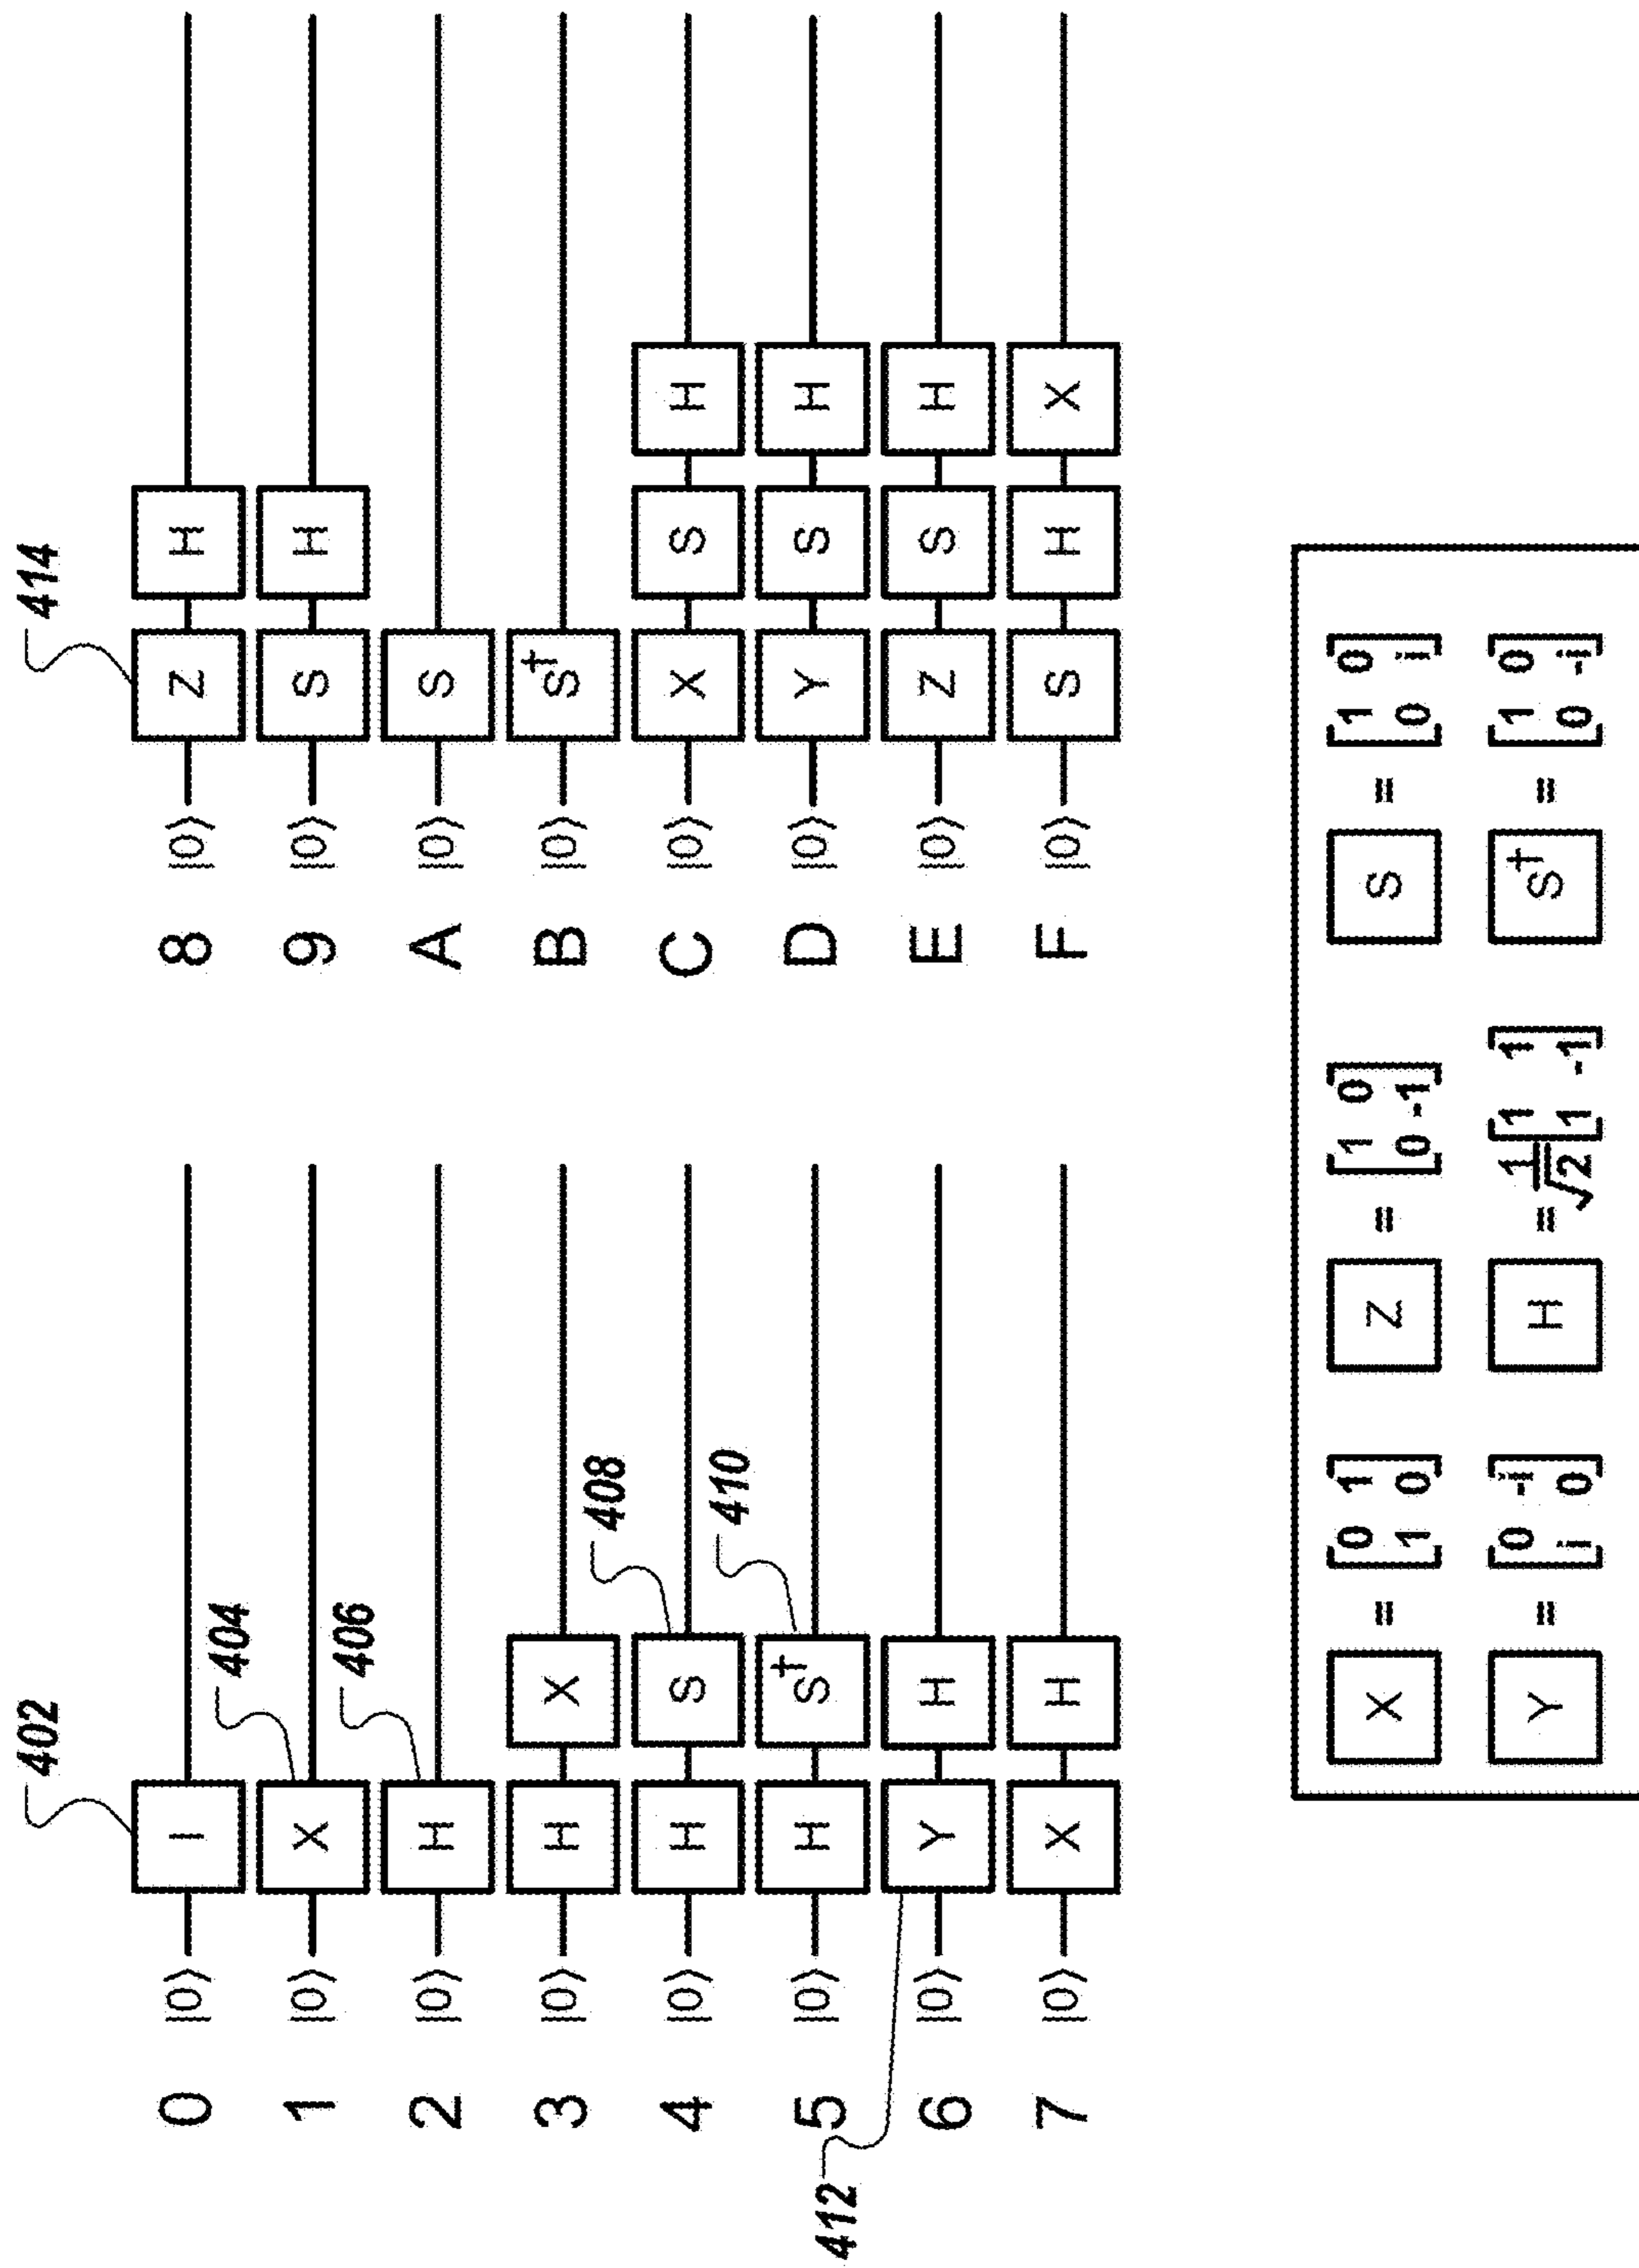 402
0 |0⟩ I
404
1 |0⟩ X
406
2 |0⟩ H
3 |0⟩ H X
408
4 |0⟩ H S
410
5 |0⟩ H S†
412
6 |0⟩ Y H
7 |0⟩ X H
414
8 |0⟩ Z H
9 |0⟩ S H
A |0⟩ S
B |0⟩ S†
C |0⟩ X S H
D |0⟩ Y S H
E |0⟩ Z S H
F |0⟩ S H X
X = [0 1
1 0]
Z = [1 0
0 -1]
S = [1 0
0 i]
Y = [0 -i
i 0]
H = 1/√2 [1 1
1 -1]
S† = [1 0
0 -i]